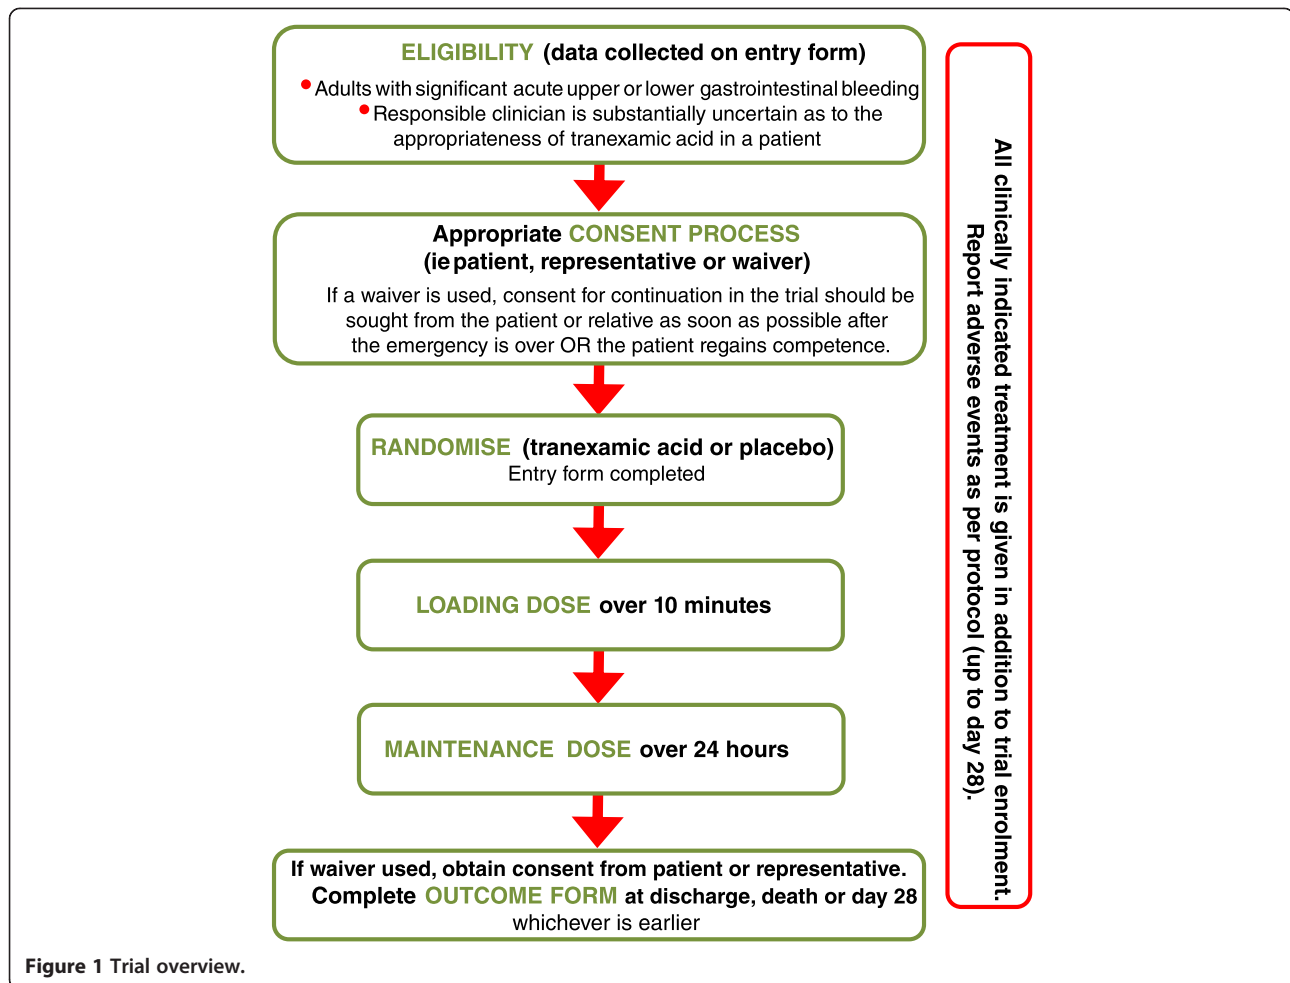 ELIGIBILITY (data collected on entry form)
• Adults with significant acute upper or lower gastrointestinal bleeding
• Responsible clinician is substantially uncertain as to the
appropriateness of tranexamic acid in a patient
Appropriate CONSENT PROCESS
(ie patient, representative or waiver)
If a waiver is used, consent for continuation in the trial should be
sought from the patient or relative as soon as possible after
the emergency is over OR the patient regains competence.
RANDOMISE (tranexamic acid or placebo)
Entry form completed
LOADING DOSE over 10 minutes
MAINTENANCE DOSE over 24 hours
If waiver used, obtain consent from patient or representative.
Complete OUTCOME FORM at discharge, death or day 28
whichever is earlier
All clinically indicated treatment is given in addition to trial enrolment.
Report adverse events as per protocol (up to day 28).
Figure 1 Trial overview.